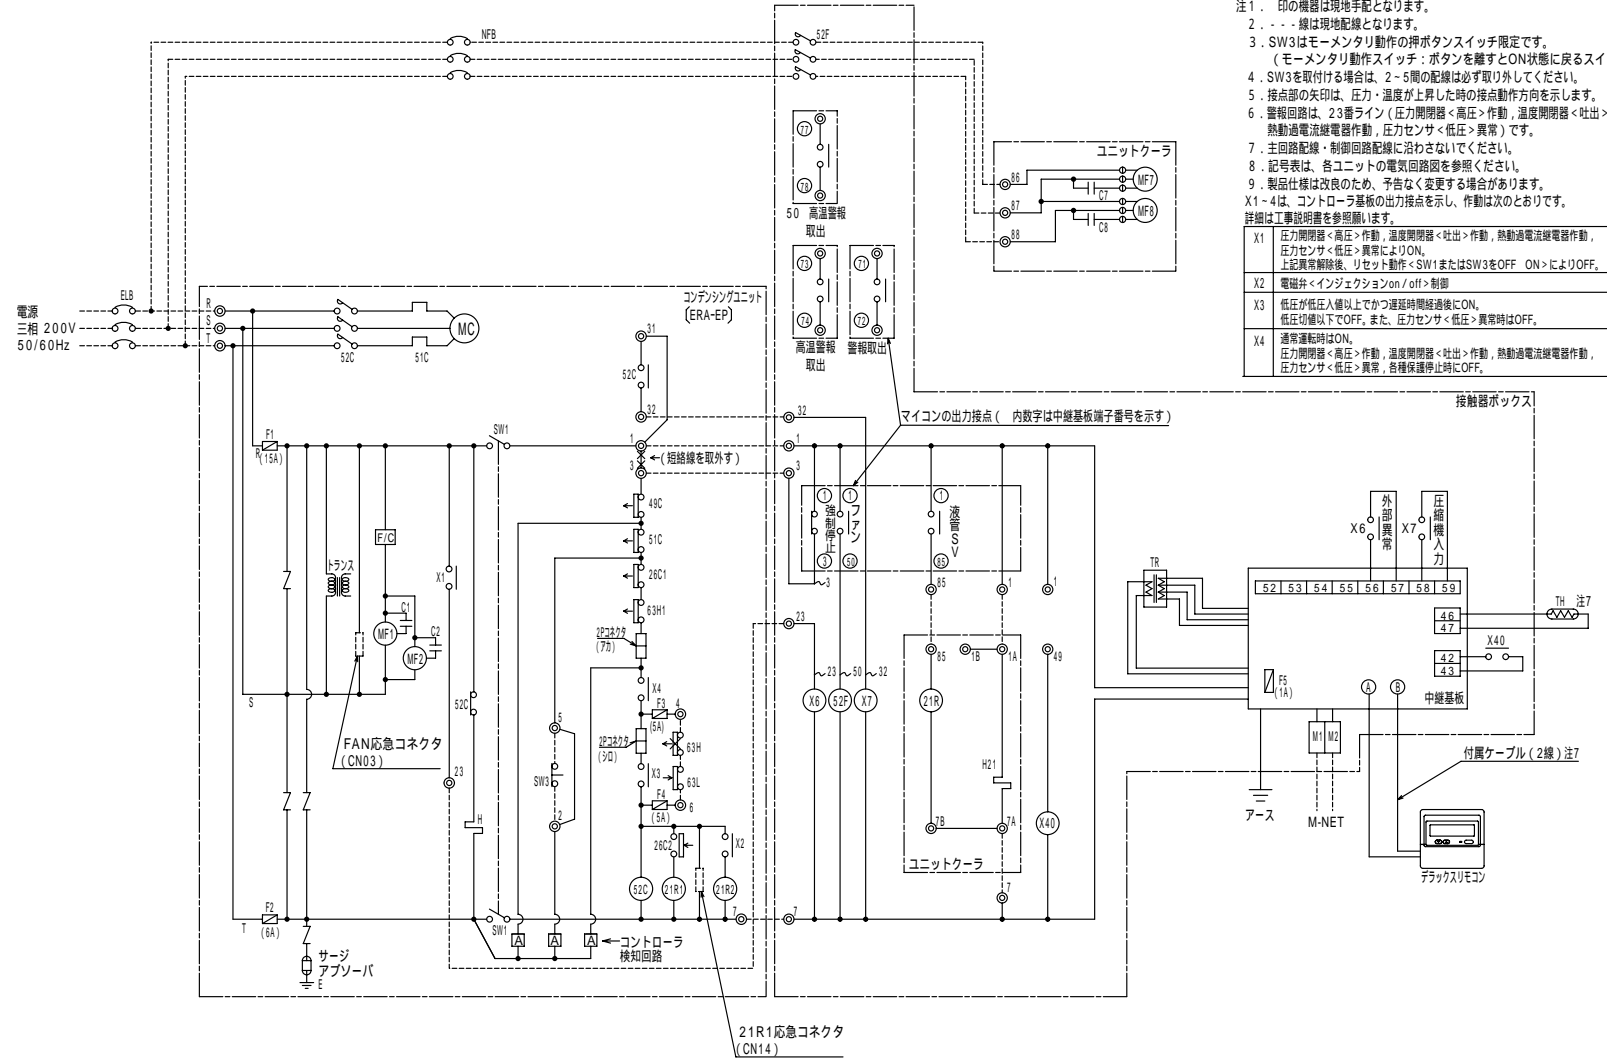 注1． 印の機器は現地手配となります。
2．- - - 線は現地配線となります。
3．SW3はモーメンタリ動作の押ボタンスイッチ限定です。
(モーメンタリ動作スイッチ：ボタンを離すとON状態に戻るスイ
4．SW3を取付ける場合は、2~5間の配線は必ず取り外してください。
5．接点部の矢印は、圧力・温度が上昇した時の接点動作方向を示します。
6．警報回路は、23番ライン(圧力開閉器<高圧>作動，温度開閉器<吐出>
熱動過電流継電器作動，圧力センサ<低圧>異常)です。
7．主回路配線・制御回路配線に沿わさないでください。
8．記号表は、各ユニットの電気回路図を参照ください。
9．製品仕様は改良のため、予告なく変更する場合があります。
X1~4は、コントローラ基板の出力接点を示し、作動は次のとおりです。
詳細は工事説明書を参照願います。
X1 圧力開閉器<高圧>作動，温度開閉器<吐出>作動，熱動過電流継電器作動，
圧力センサ<低圧>異常によりON。
上記異常解除後、リセット動作<SW1またはSW3をOFF ON>によりOFF。
X2 電磁弁<インジェクションon/off>制御
X3 低圧が低圧入値以上でかつ遅延時間経過後にON。
低圧切値以下でOFF。また、圧力センサ<低圧>異常時はOFF。
X4 通常運転時はON。
圧力開閉器<高圧>作動，温度開閉器<吐出>作動，熱動過電流継電器作動，
圧力センサ<低圧>異常，各種保護停止時にOFF。
NFB
52F
77
78
50 高温警報
取出
ユニットクーラ
86
87
88
C7
MF7
C8
MF8
73
74
高温警報
取出
71
72
警報取出
電源
三相 200V
50/60Hz
ELB
R
S
T
52C
51C
MC
コンデンシングユニット
(ERA-EP)
31
52C
32
32
マイコンの出力接点( 内数字は中継基板端子番号を示す)
接触器ボックス
F1
R
(15A)
SW1
1
1
3
(短絡線を取外す)
3
49C
51C
26C1
63H1
2Pコネクタ
(アカ)
X4
F3
(5A)
4
2Pコネクタ
(シロ)
63H
X3
63L
F4
(5A)
6
26C2
X2
52C
21R1
21R2
7
7
トランス
F/C
C1
MF1
C2
MF2
X1
S
52C
FAN応急コネクタ
(CN03)
23
H
5
SW3
2
F2
(6A)
T
SW1
サージ
アブソーバ
E
A
A
A
コントローラ
検知回路
21R1応急コネクタ
(CN14)
1
1
1
強制停止
ファン
液管SV
3
50
85
3
85
1
1
23
23
50
32
X6
52F
X7
85
1B
1A
49
21R
H21
7B
7A
X40
ユニットクーラ
7
TR
外部異常
圧縮機入力
X6
X7
52 53 54 55 56 57 58 59
46
47
TH
注7
42
43
X40
F5
(1A)
A
B
中継基板
M1
M2
アース
M-NET
付属ケーブル(2線)注7
デラックスリモコン